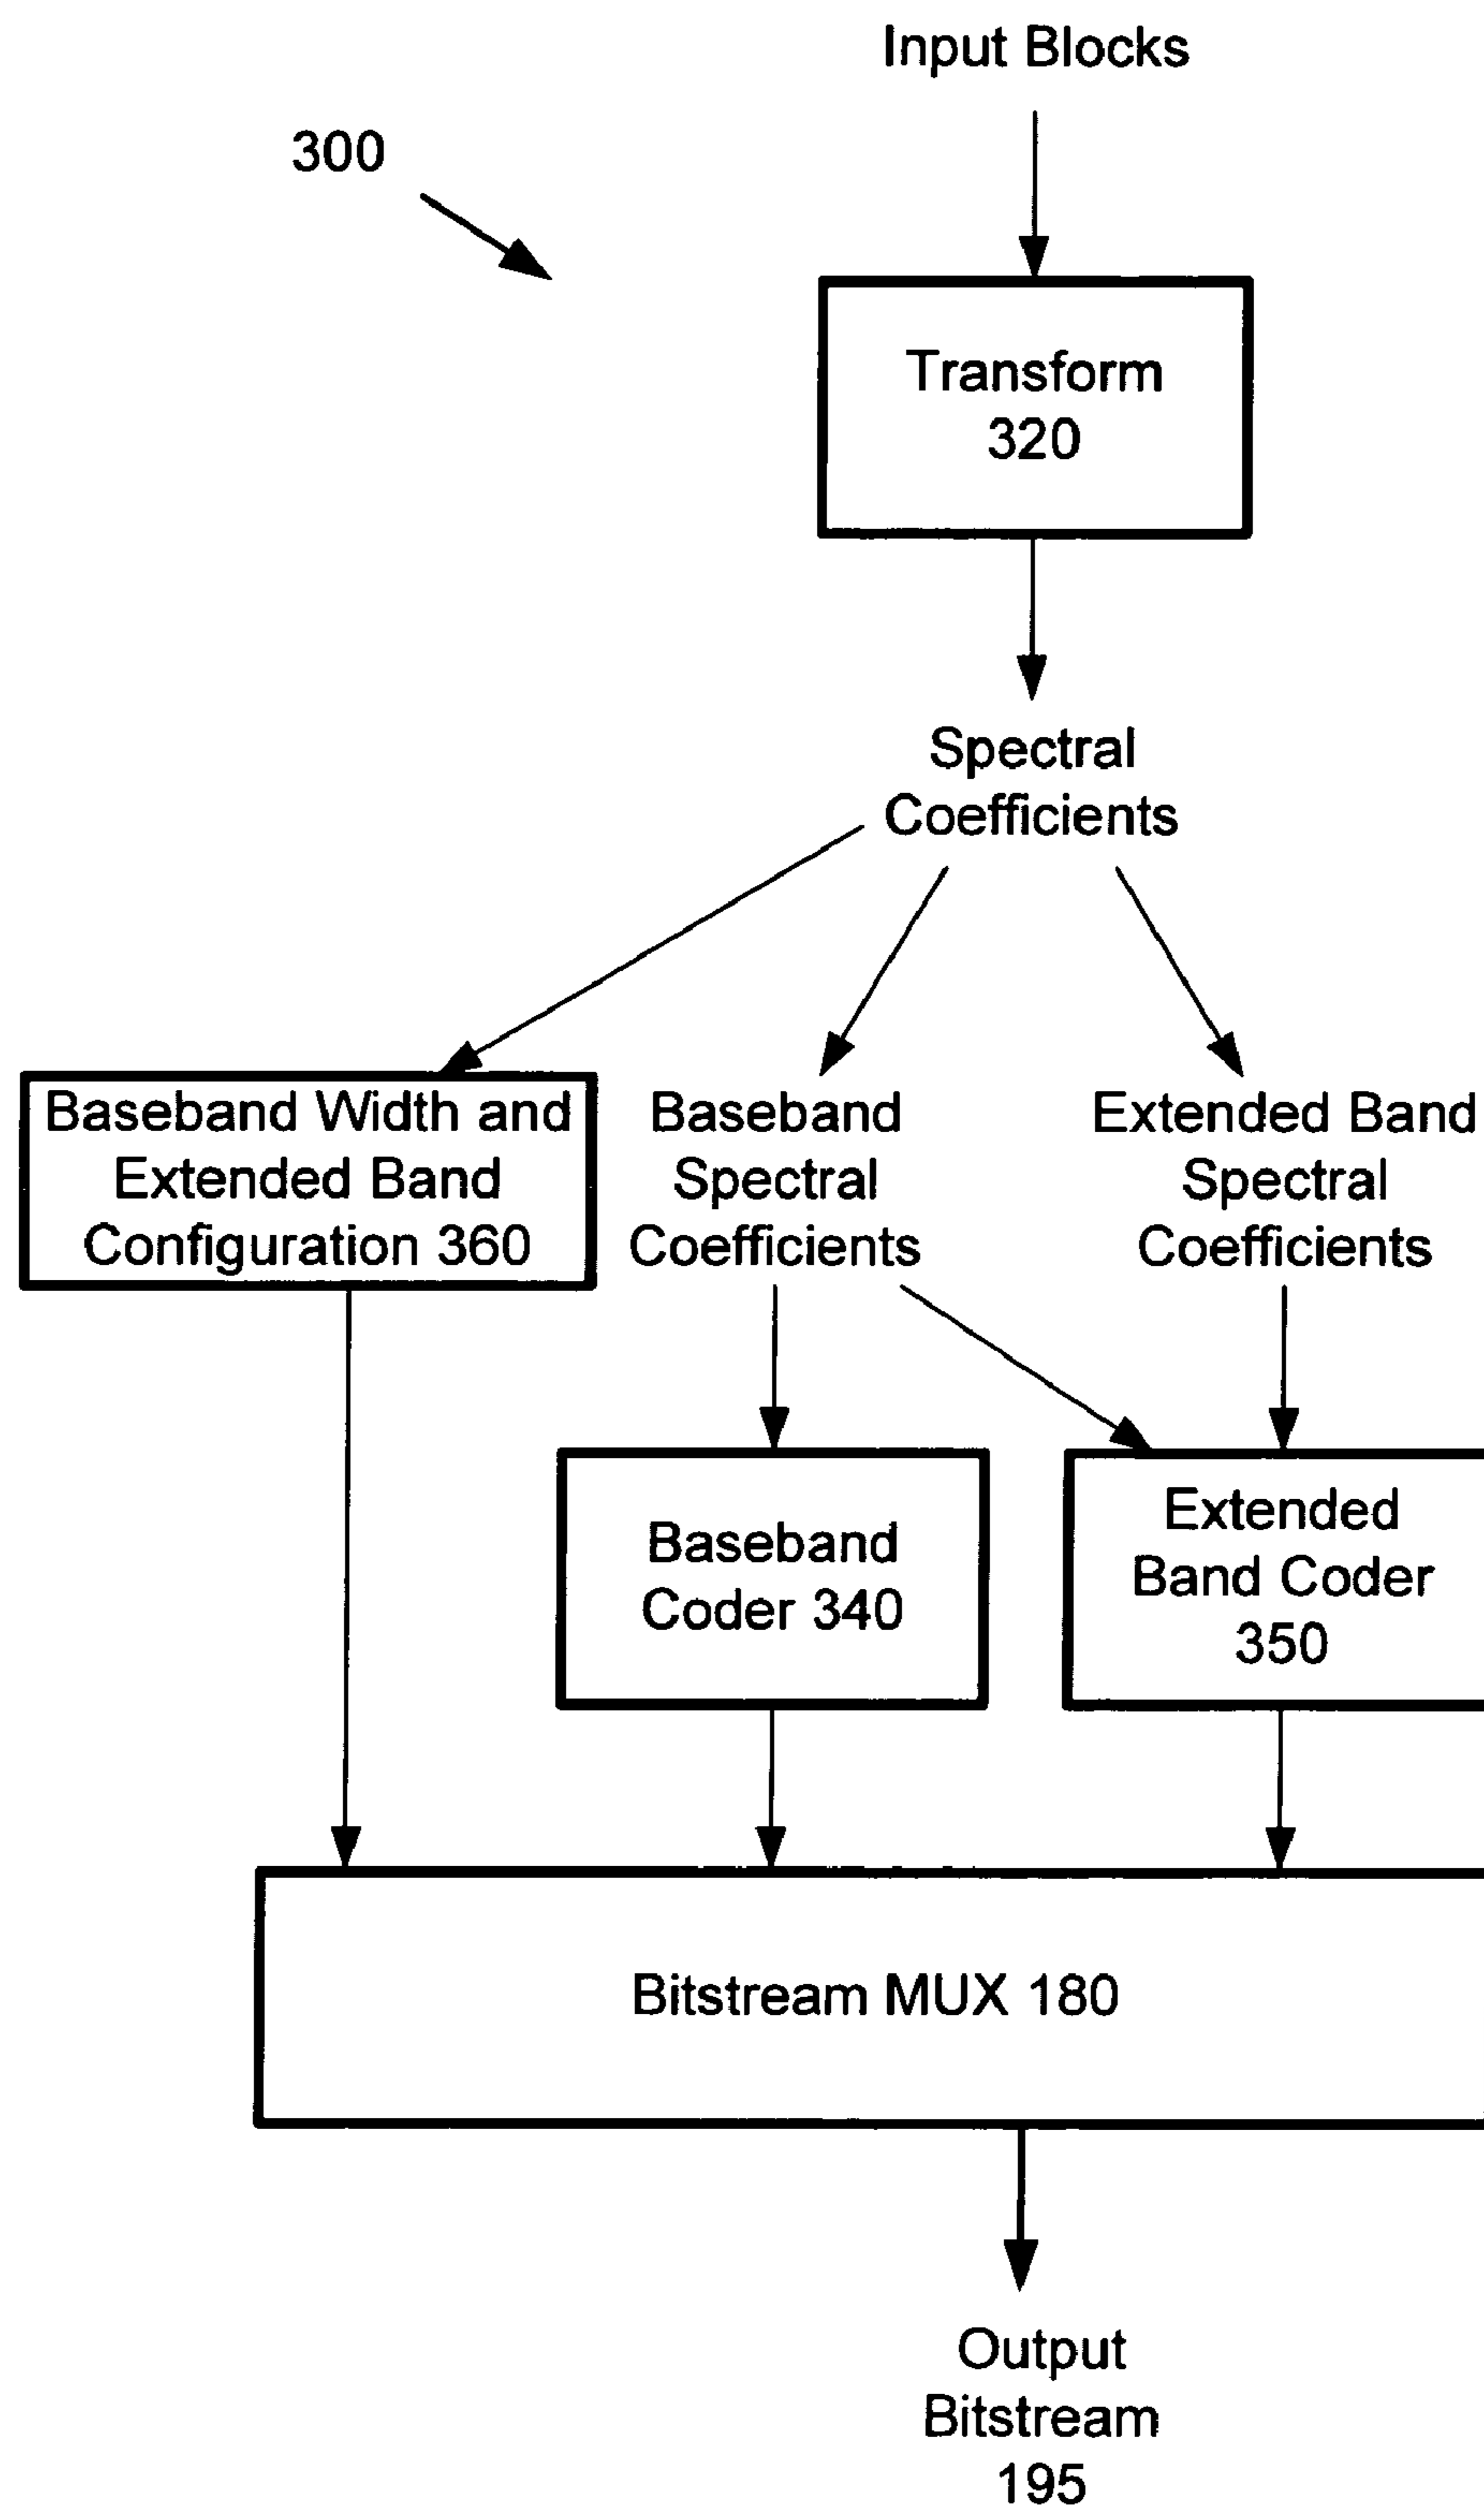 Input Blocks
300
Transform
320
Spectral
Coefficients
Baseband Width and
Extended Band
Configuration 360
Baseband
Spectral
Coefficients
Extended Band
Spectral
Coefficients
Baseband
Coder 340
Extended
Band Coder
350
Bitstream MUX 180
Output
Bitstream
195